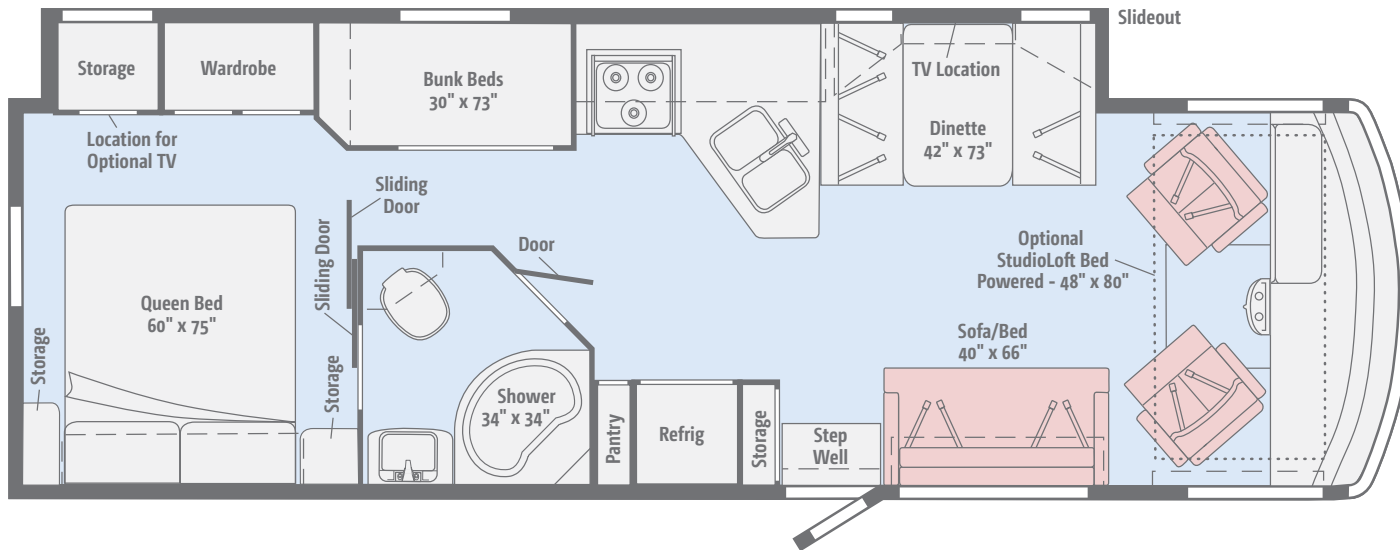 Slideout
Storage
Wardrobe
Bunk Beds
30" x 73"
TV Location
Location for
Optional TV
Dinette
42" x 73"
Sliding
Door
Sliding Door
Door
Optional
StudioLoft Bed
Powered - 48" x 80"
Queen Bed
60" x 75"
Sofa/Bed
40" x 66"
Storage
Storage
Shower
34" x 34"
Pantry
Refrig
Storage
Step
Well